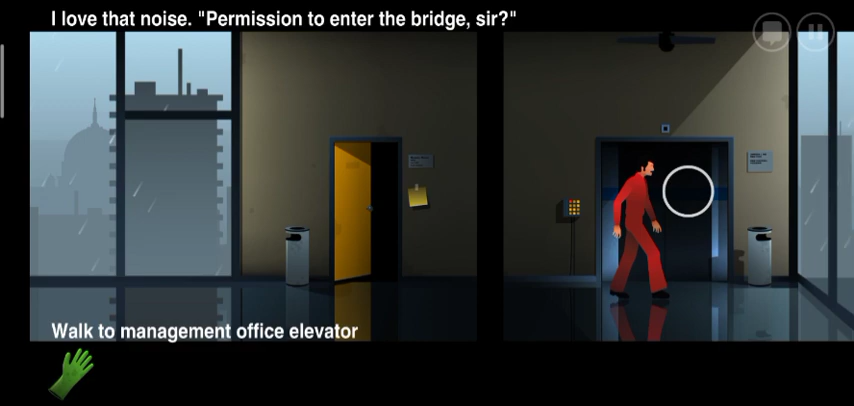 I love that noise. "Permission to enter the bridge, sir?"
Walk to management office elevator